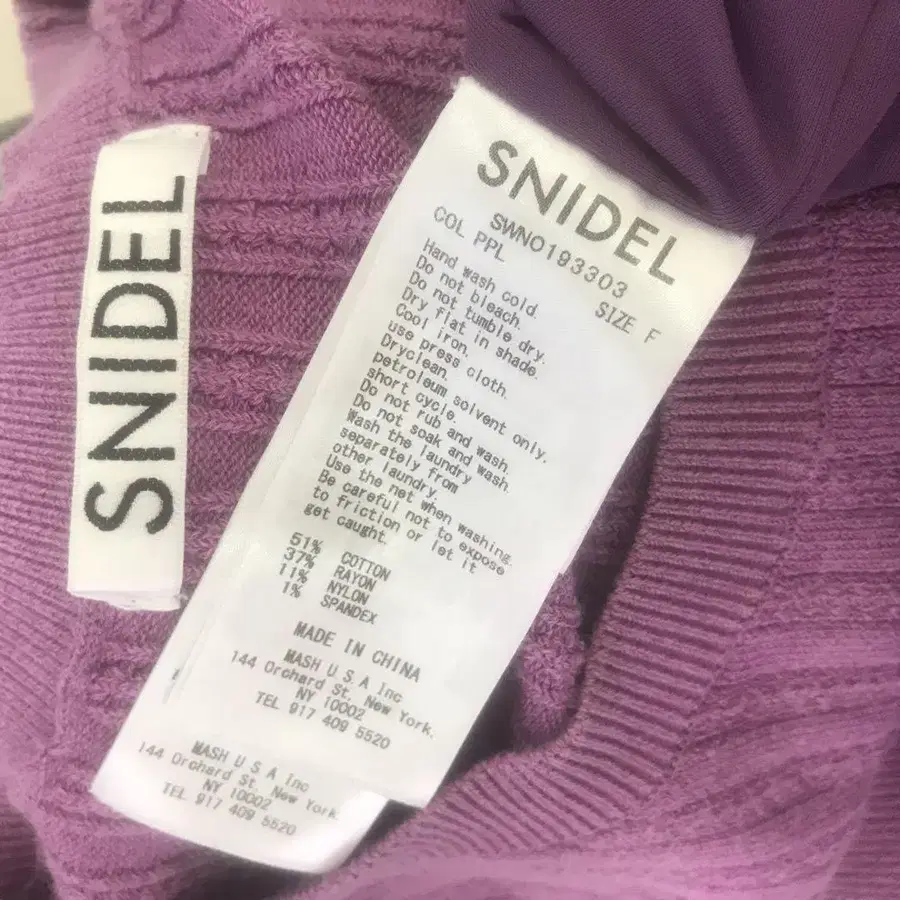 SNIDEL
SNIDEL
SWNO193303
COL PPL
SIZE F
Hand wash cold.
Do not bleach.
Do not tumble dry.
Dry flat in shade.
Cool iron.
use press cloth.
Dryclean.
petroleum solvent only.
short cycle.
Do not rub and wash.
Do not soak and wash.
Wash the laundry
separately from
other laundry.
Use the net when washing.
Be careful not to expose
to friction or let it
get caught.
51% COTTON
37% RAYON
11% NYLON
1% SPANDEX
MADE IN CHINA
MASH U S A Inc
144 Orchard St, New York.
NY 10002
TEL 917 409 5520
MASH U S A Inc
144 Orchard St, New York.
NY 10002
TEL 917 409 5520